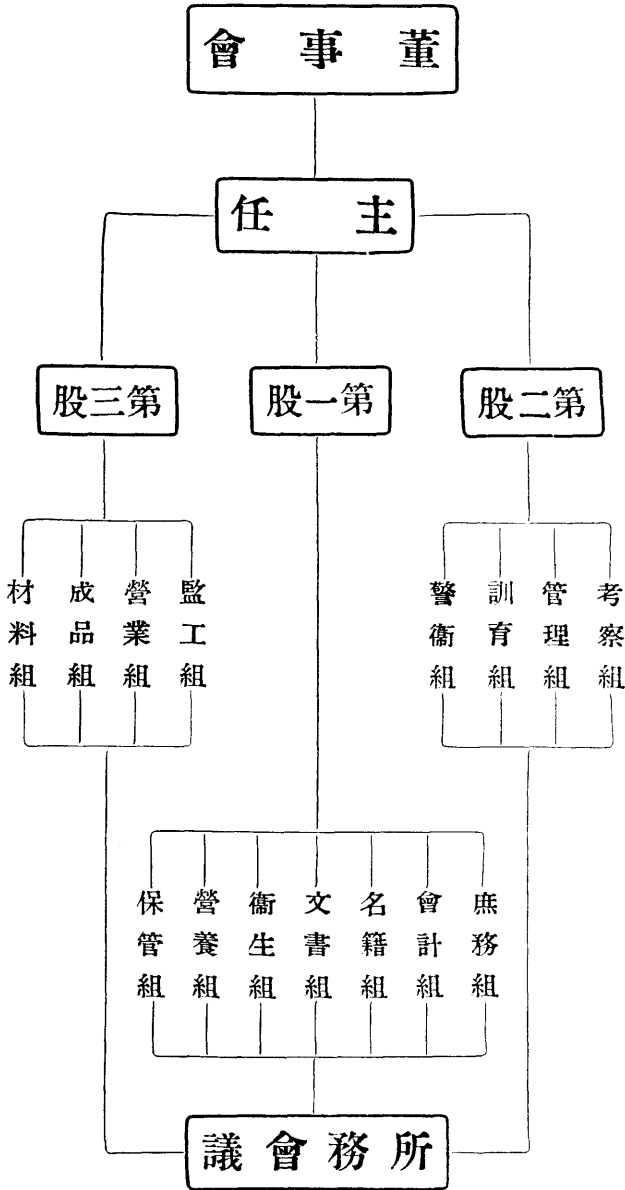 董事會
主任
第二股
第一股
第三股
考察組
管理組
訓育組
警衞組
監工組
營業組
成品組
材料組
庶務組
會計組
名籍組
文書組
衞生組
營養組
保管組
所務會議